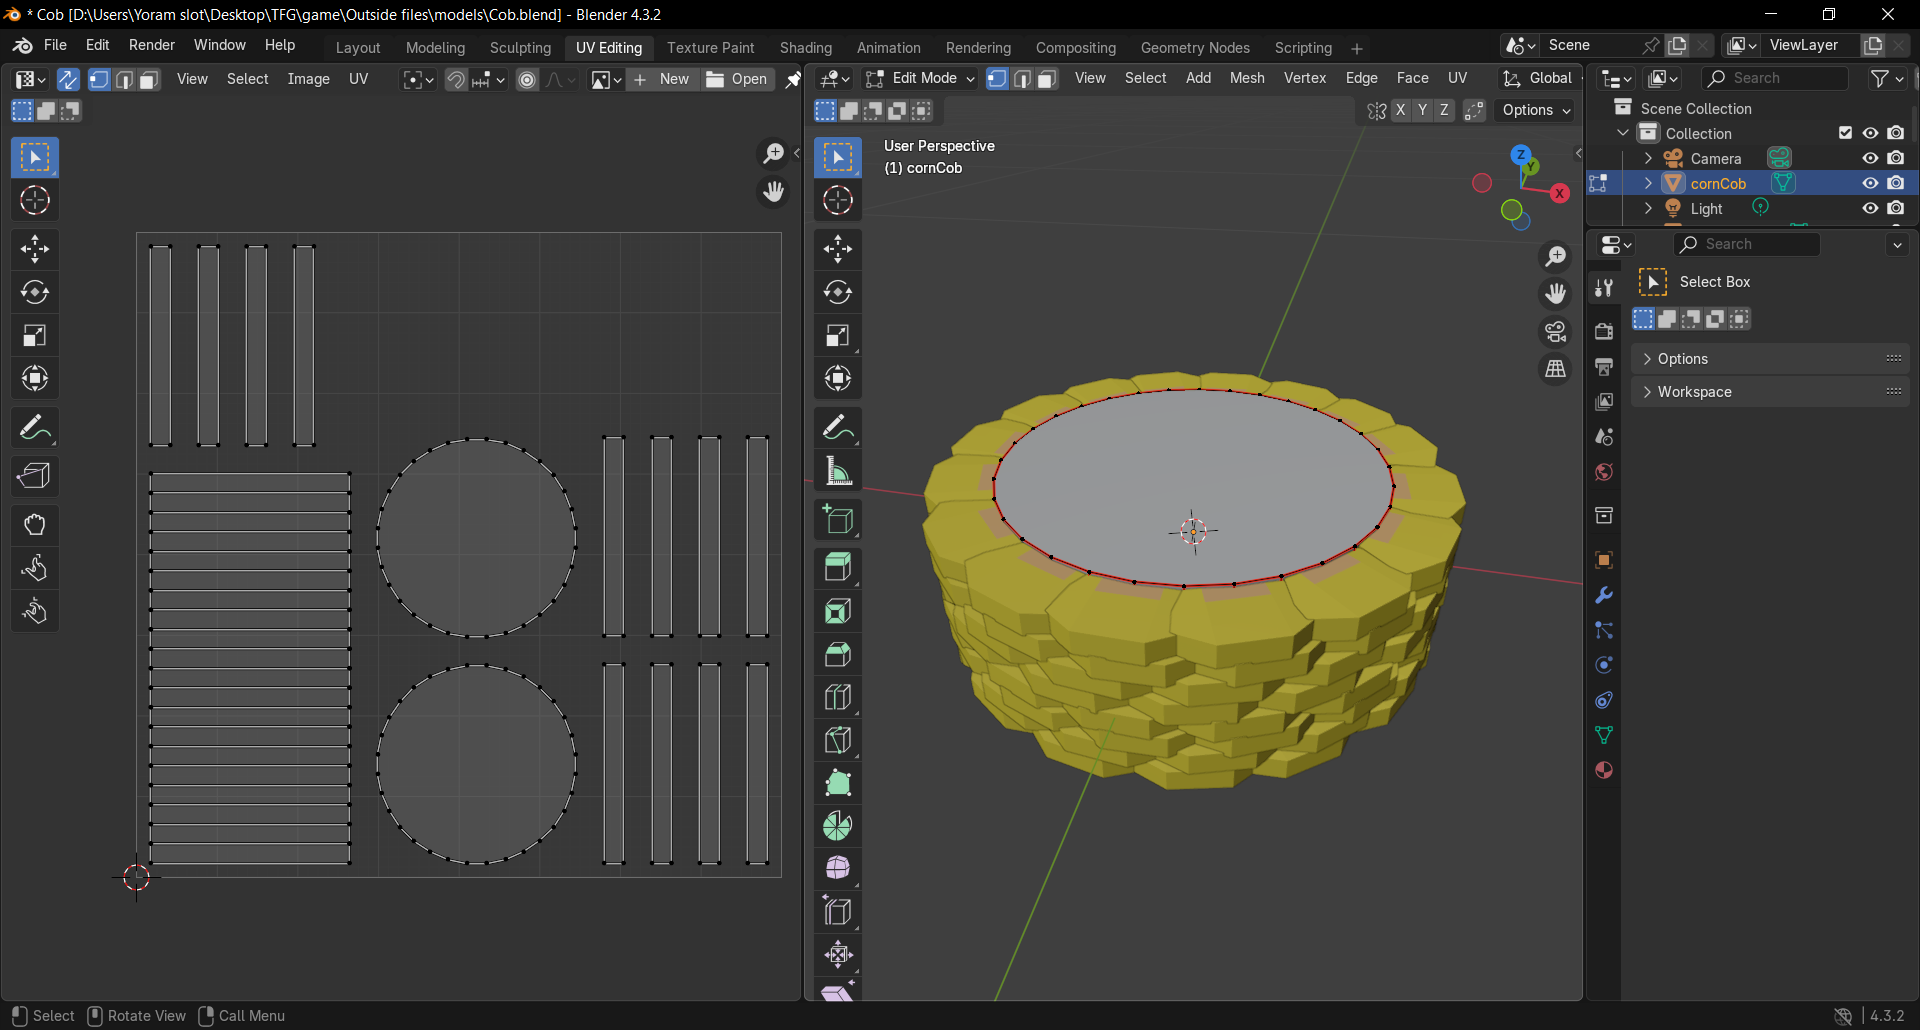 * Cob [D:\Users\Yoram slot\Desktop\TFG\game\Outside files\models\Cob.blend] - Blender 4.3.2
File Edit Render Window Help Layout Modeling Sculpting UV Editing Texture Paint Shading Animation Rendering Compositing Geometry Nodes Scripting + Scene ViewLayer
View Select Image UV New Open
Edit Mode View Select Add Mesh Vertex Edge Face UV Global
X Y Z Options
User Perspective
(1) cornCob
Z
Y
X
Search
Scene Collection
Collection
Camera
cornCob
Light
Search
Select Box
Options
Workspace
Select Rotate View Call Menu
4.3.2